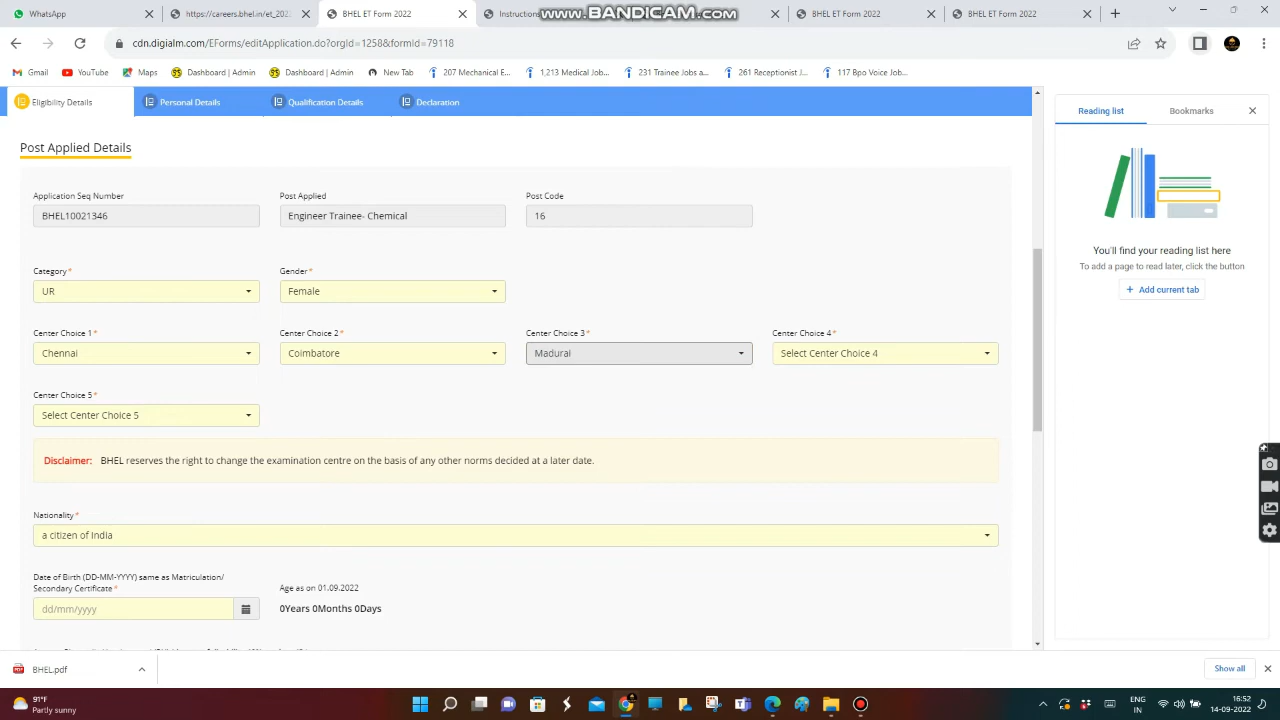 WhatsApp
https://careers.bhel.in/et_2022
BHEL ET Form 2022
Instructions
www.BANDICAM.com
BHEL ET Form 2022
BHEL ET Form 2022
cdn.digialm.com/EForms/editApplication.do?orgId=1258&formId=79118
Gmail
YouTube
Maps
Dashboard | Admin
Dashboard | Admin
New Tab
207 Mechanical E...
1,213 Medical Job...
231 Trainee Jobs a...
261 Receptionist J...
117 Bpo Voice Job...
Eligibility Details
Personal Details
Qualification Details
Declaration
Reading list
Bookmarks
Post Applied Details
Application Seq Number
Post Applied
Post Code
BHEL10021346
Engineer Trainee- Chemical
16
You'll find your reading list here
To add a page to read later, click the button
Add current tab
Category*
Gender*
UR
Female
Center Choice 1*
Center Choice 2*
Center Choice 3*
Center Choice 4*
Chennai
Coimbatore
Madurai
Select Center Choice 4
Center Choice 5*
Select Center Choice 5
Disclaimer: BHEL reserves the right to change the examination centre on the basis of any other norms decided at a later date.
Nationality*
a citizen of India
Date of Birth (DD-MM-YYYY) same as Matriculation/
Secondary Certificate*
Age as on 01.09.2022
dd/mm/yyyy
0Years 0Months 0Days
BHEL.pdf
Show all
91°F
Partly sunny
ENG
IN
16:52
14-09-2022